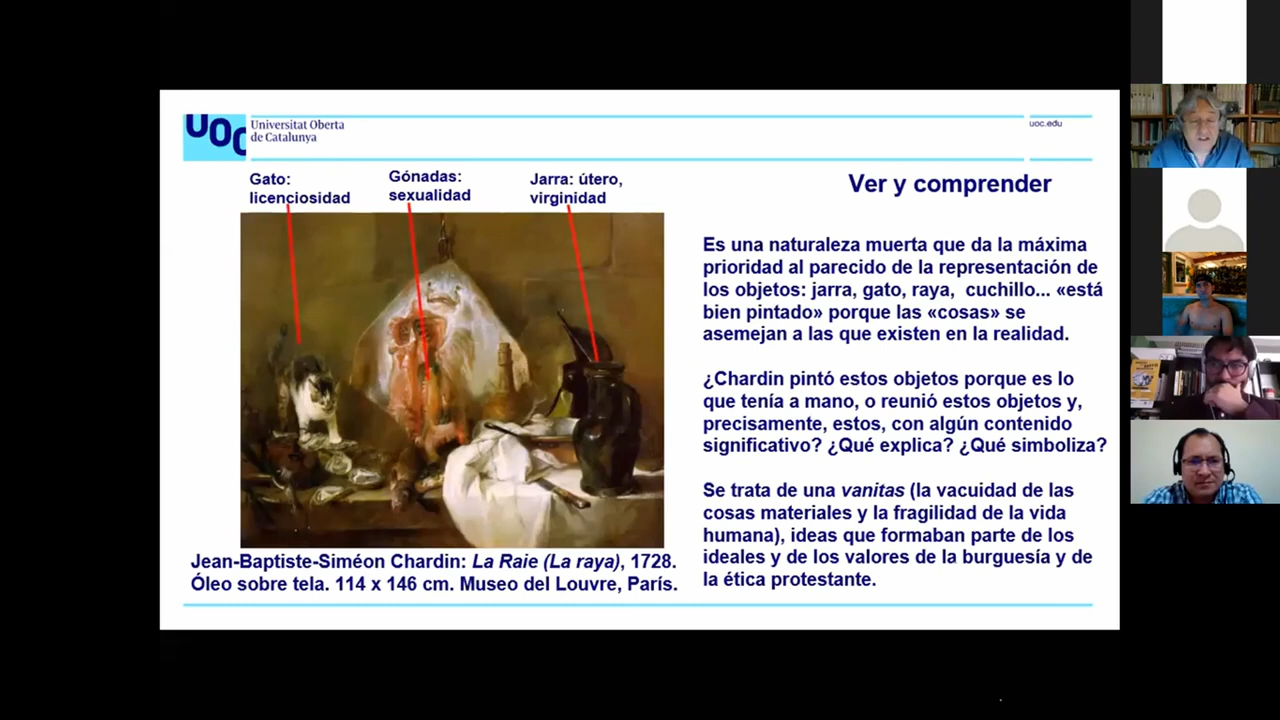 UOC
Universitat Oberta
de Catalunya
uoc.edu
Gato:
licenciosidad
Gónadas:
sexualidad
Jarra: útero,
virginidad
Ver y comprender
Es una naturaleza muerta que da la máxima
prioridad al parecido de la representación de
los objetos: jarra, gato, raya, cuchillo... «está
bien pintado» porque las «cosas» se
asemejan a las que existen en la realidad.
¿Chardin pintó estos objetos porque es lo
que tenía a mano, o reunió estos objetos y,
precisamente, estos, con algún contenido
significativo? ¿Qué explica? ¿Qué simboliza?
Se trata de una vanitas (la vacuidad de las
cosas materiales y la fragilidad de la vida
humana), ideas que formaban parte de los
ideales y de los valores de la burguesía y de
la ética protestante.
Jean-Baptiste-Siméon Chardin: La Raie (La raya), 1728.
Óleo sobre tela. 114 x 146 cm. Museo del Louvre, París.